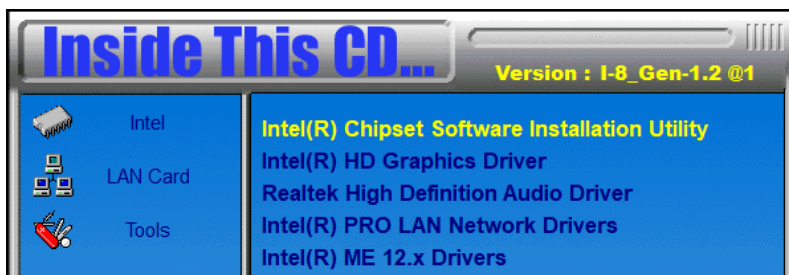 Inside This CD...
Version : I-8_Gen-1.2 @1
Intel
LAN Card
Tools
Intel(R) Chipset Software Installation Utility
Intel(R) HD Graphics Driver
Realtek High Definition Audio Driver
Intel(R) PRO LAN Network Drivers
Intel(R) ME 12.x Drivers